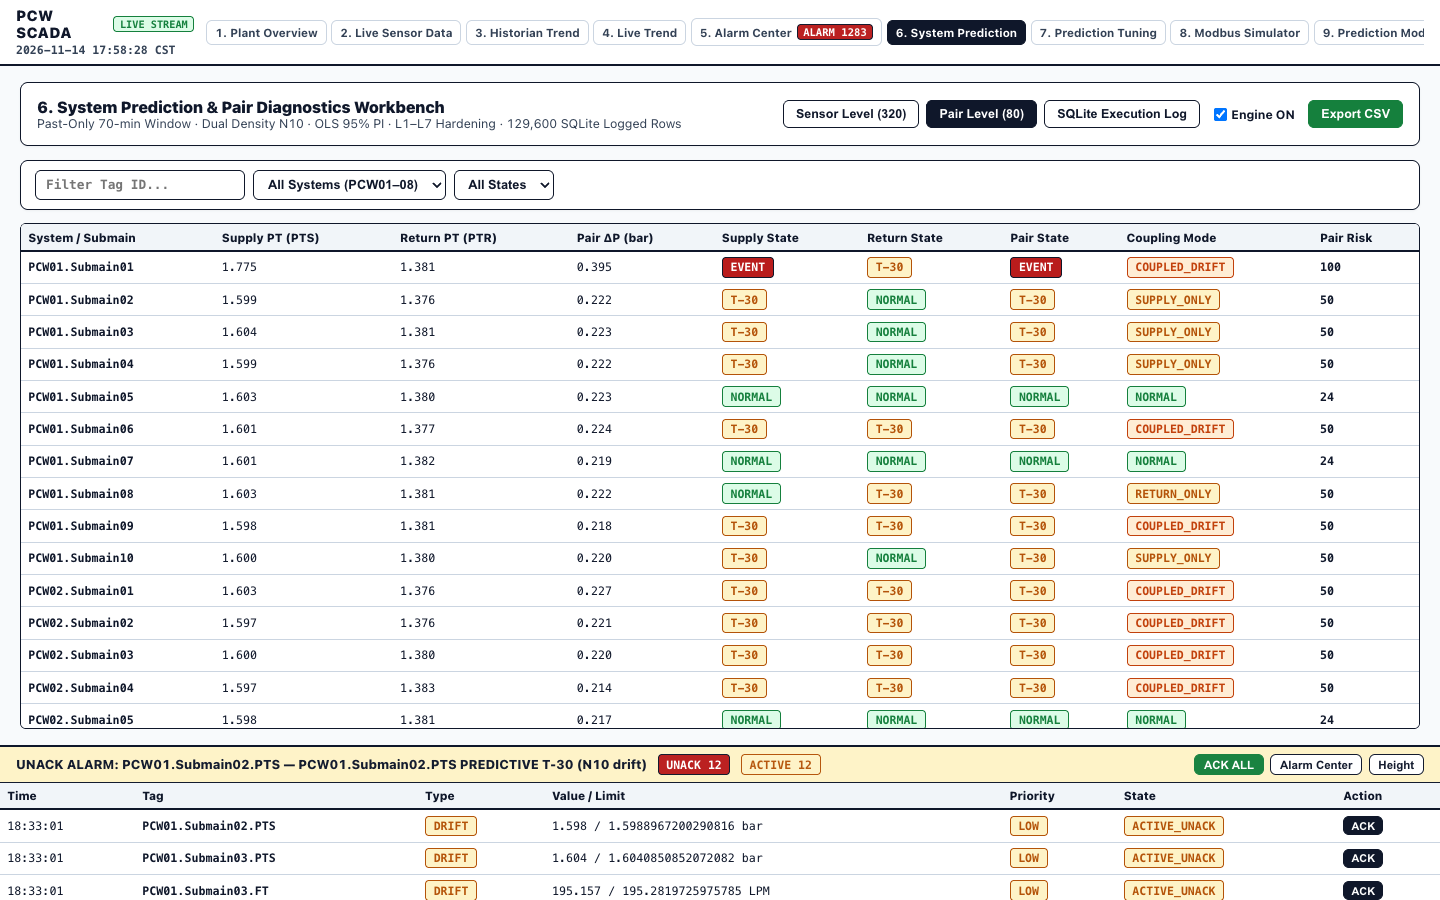 PCW SCADA
LIVE STREAM
2026-11-14 17:58:28 CST
1. Plant Overview
2. Live Sensor Data
3. Historian Trend
4. Live Trend
5. Alarm Center ALARM 1283
6. System Prediction
7. Prediction Tuning
8. Modbus Simulator
9. Prediction Mod
6. System Prediction & Pair Diagnostics Workbench
Past-Only 70-min Window · Dual Density N10 · OLS 95% PI · L1–L7 Hardening · 129,600 SQLite Logged Rows
Sensor Level (320)
Pair Level (80)
SQLite Execution Log
Engine ON
Export CSV
Filter Tag ID...
All Systems (PCW01–08)
All States
System / Submain Supply PT (PTS) Return PT (PTR) Pair ΔP (bar) Supply State Return State Pair State Coupling Mode Pair Risk
PCW01.Submain01 1.775 1.381 0.395 EVENT T-30 EVENT COUPLED_DRIFT 100
PCW01.Submain02 1.599 1.376 0.222 T-30 NORMAL T-30 SUPPLY_ONLY 50
PCW01.Submain03 1.604 1.381 0.223 T-30 NORMAL T-30 SUPPLY_ONLY 50
PCW01.Submain04 1.599 1.376 0.222 T-30 NORMAL T-30 SUPPLY_ONLY 50
PCW01.Submain05 1.603 1.380 0.223 NORMAL NORMAL NORMAL NORMAL 24
PCW01.Submain06 1.601 1.377 0.224 T-30 T-30 T-30 COUPLED_DRIFT 50
PCW01.Submain07 1.601 1.382 0.219 NORMAL NORMAL NORMAL NORMAL 24
PCW01.Submain08 1.603 1.381 0.222 NORMAL T-30 T-30 RETURN_ONLY 50
PCW01.Submain09 1.598 1.381 0.218 T-30 T-30 T-30 COUPLED_DRIFT 50
PCW01.Submain10 1.600 1.380 0.220 T-30 NORMAL T-30 SUPPLY_ONLY 50
PCW02.Submain01 1.603 1.376 0.227 T-30 T-30 T-30 COUPLED_DRIFT 50
PCW02.Submain02 1.597 1.376 0.221 T-30 T-30 T-30 COUPLED_DRIFT 50
PCW02.Submain03 1.600 1.380 0.220 T-30 T-30 T-30 COUPLED_DRIFT 50
PCW02.Submain04 1.597 1.383 0.214 T-30 T-30 T-30 COUPLED_DRIFT 50
PCW02.Submain05 1.598 1.381 0.217 NORMAL NORMAL NORMAL NORMAL 24
UNACK ALARM: PCW01.Submain02.PTS — PCW01.Submain02.PTS PREDICTIVE T-30 (N10 drift) UNACK 12 ACTIVE 12 ACK ALL Alarm Center Height
Time Tag Type Value / Limit Priority State Action
18:33:01 PCW01.Submain02.PTS DRIFT 1.598 / 1.5988967200290816 bar LOW ACTIVE_UNACK ACK
18:33:01 PCW01.Submain03.PTS DRIFT 1.604 / 1.6040850852072082 bar LOW ACTIVE_UNACK ACK
18:33:01 PCW01.Submain03.FT DRIFT 195.157 / 195.2819725975785 LPM LOW ACTIVE_UNACK ACK